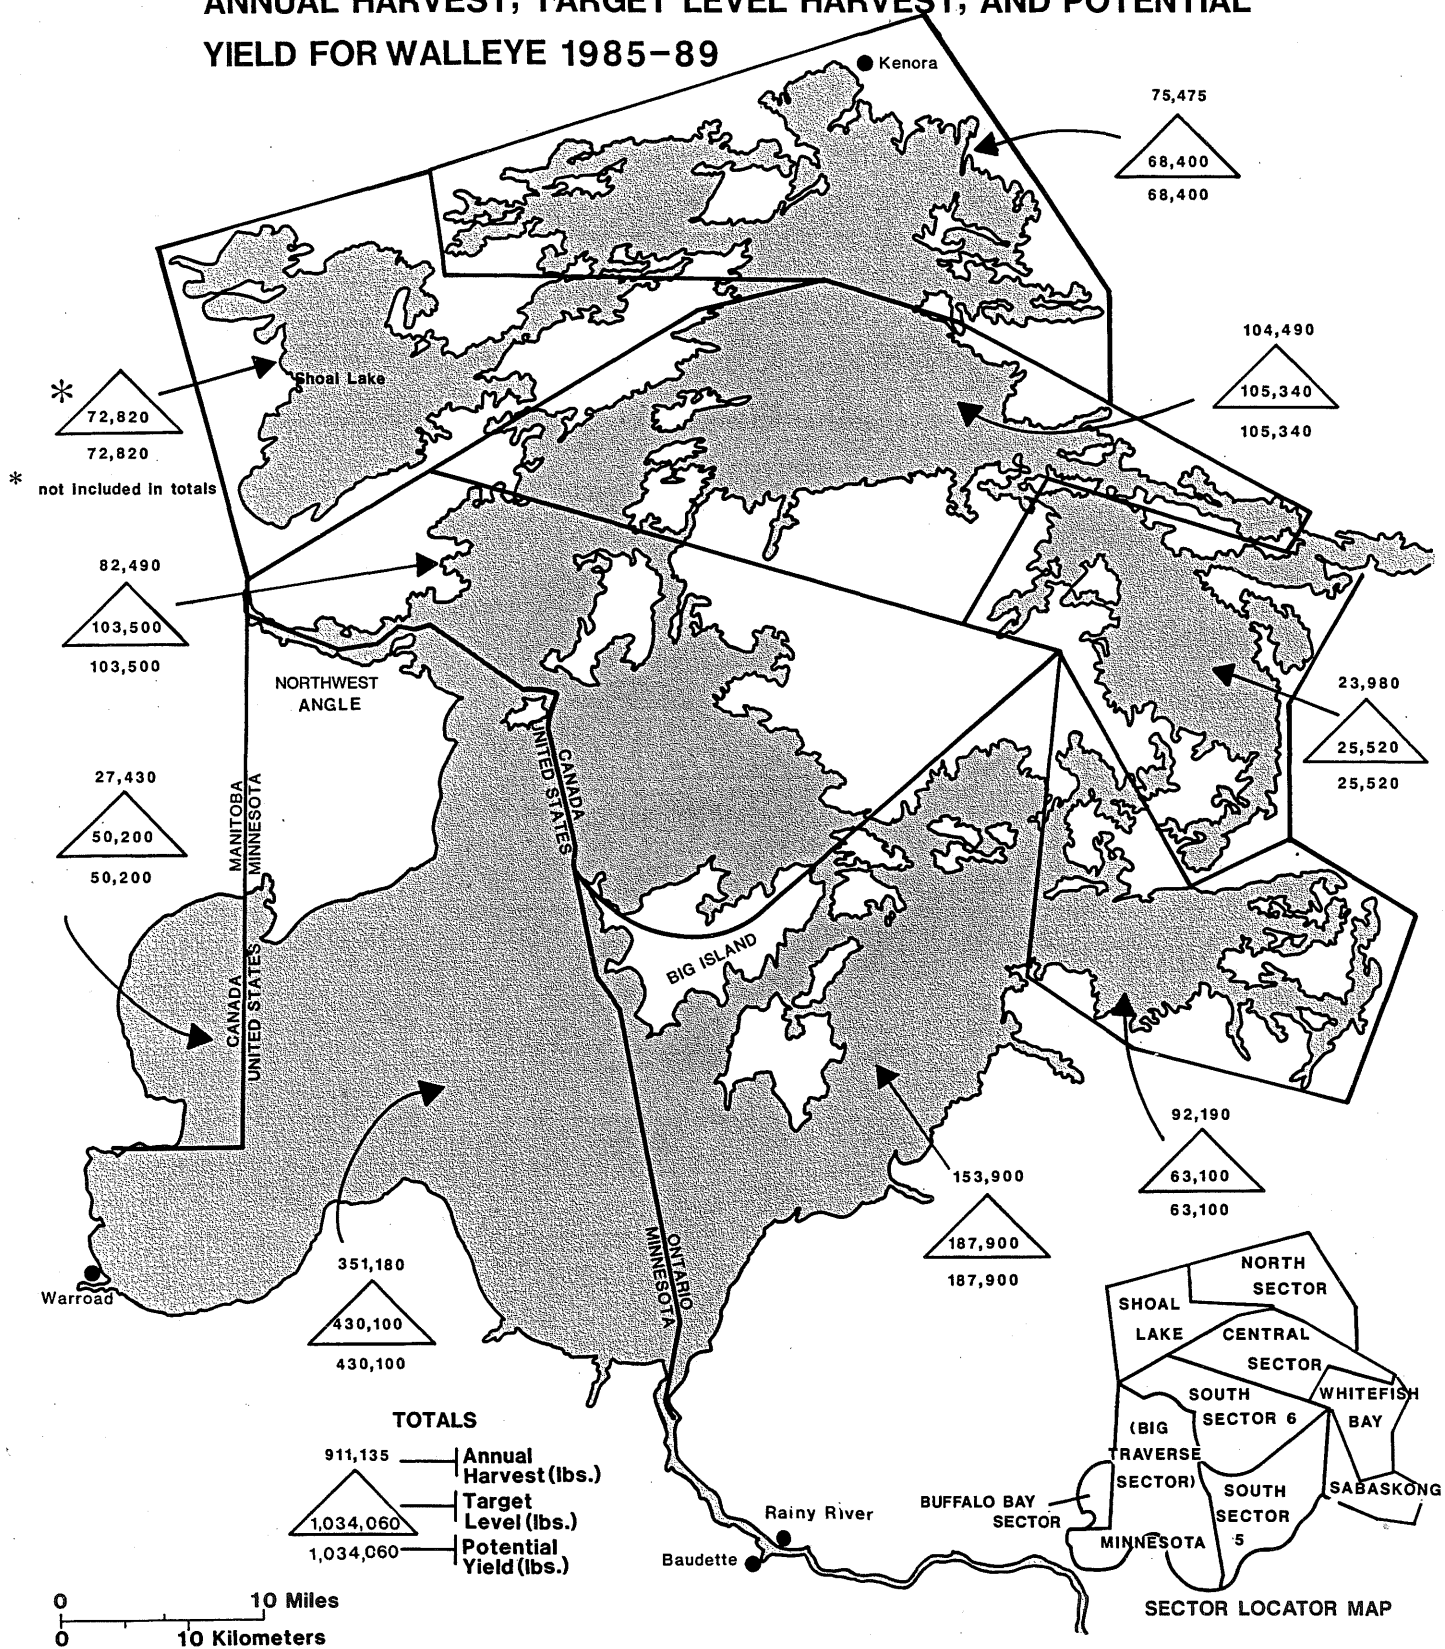 ANNUAL HARVEST, TARGET LEVEL HARVEST, AND POTENTIAL
YIELD FOR WALLEYE 1985-89
Kenora
75,475
68,400
68,400
104,490
105,340
105,340
Shoal Lake
*
72,820
72,820
* not included in totals
82,490
103,500
103,500
NORTHWEST
ANGLE
23,980
25,520
25,520
CANADA
UNITED STATES
27,430
50,200
50,200
MANITOBA
MINNESOTA
BIG ISLAND
CANADA
UNITED STATES
92,190
63,100
63,100
153,900
187,900
187,900
351,180
430,100
430,100
ONTARIO
MINNESOTA
Warroad
TOTALS
911,135
Annual
Harvest (lbs.)
1,034,060
Target
Level (lbs.)
1,034,060
Potential
Yield (lbs.)
Rainy River
Baudette
0 10 Miles
0 10 Kilometers
NORTH
SECTOR
SHOAL
LAKE
CENTRAL
SECTOR
SOUTH
SECTOR 6
WHITEFISH
BAY
(BIG
TRAVERSE
SECTOR)
SABASKONG
BUFFALO BAY
SECTOR
SOUTH
SECTOR
5
MINNESOTA
SECTOR LOCATOR MAP